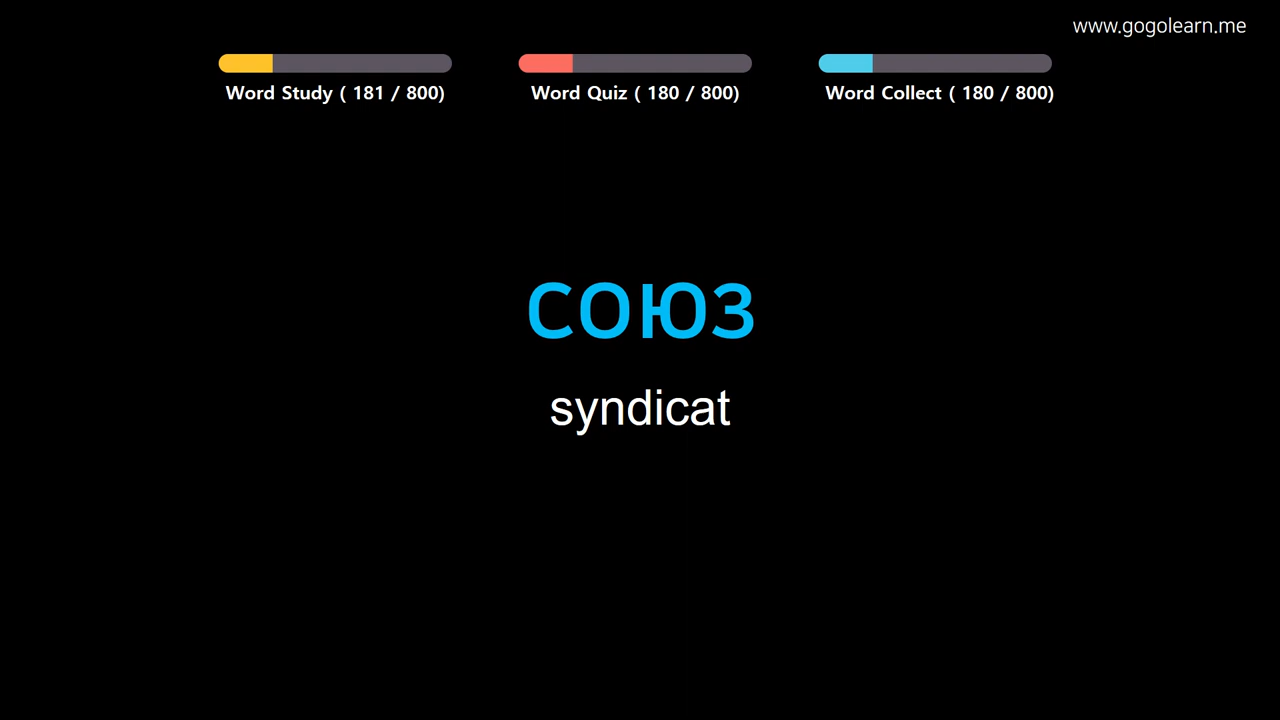 www.gogolearn.me
Word Study ( 181 / 800)
Word Quiz ( 180 / 800)
Word Collect ( 180 / 800)
союз
syndicat